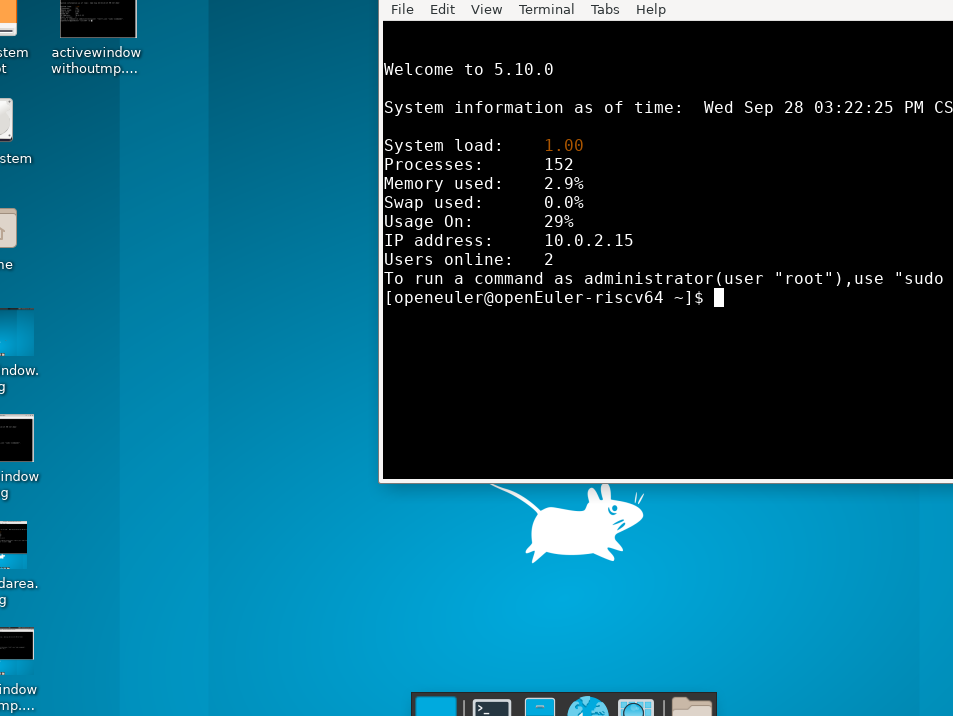 File Edit View Terminal Tabs Help
Welcome to 5.10.0
System information as of time:  Wed Sep 28 03:22:25 PM CS
System load:    1.00
Processes:      152
Memory used:    2.9%
Swap used:      0.0%
Usage On:       29%
IP address:     10.0.2.15
Users online:   2
To run a command as administrator(user "root"),use "sudo
[openeuler@openEuler-riscv64 ~]$
stem
activewindow
withoutmp....
stem
me
ndow.
g
indow
g
darea.
g
indow
mp....